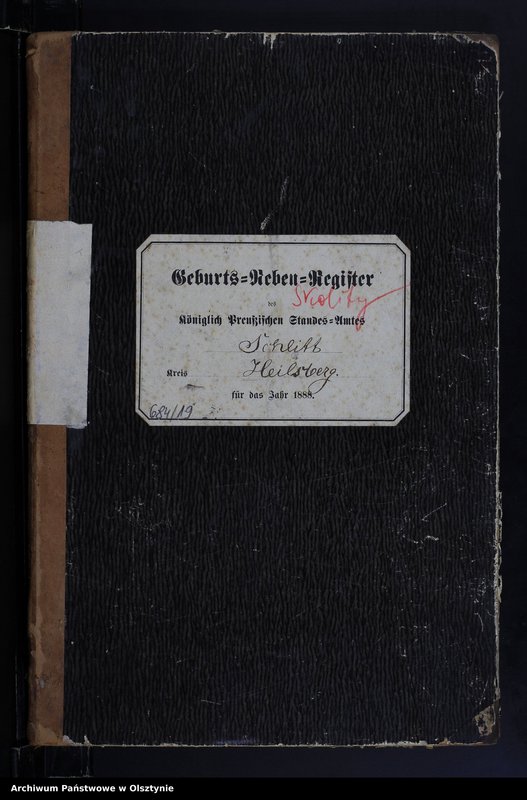 Geburts=Neben=Register
des
Skolity
Königlich Preußischen Standes=Amtes
Schlitt
Kreis Heilsberg.
für das Jahr 1888.
684/19
Archiwum Państwowe w Olsztynie